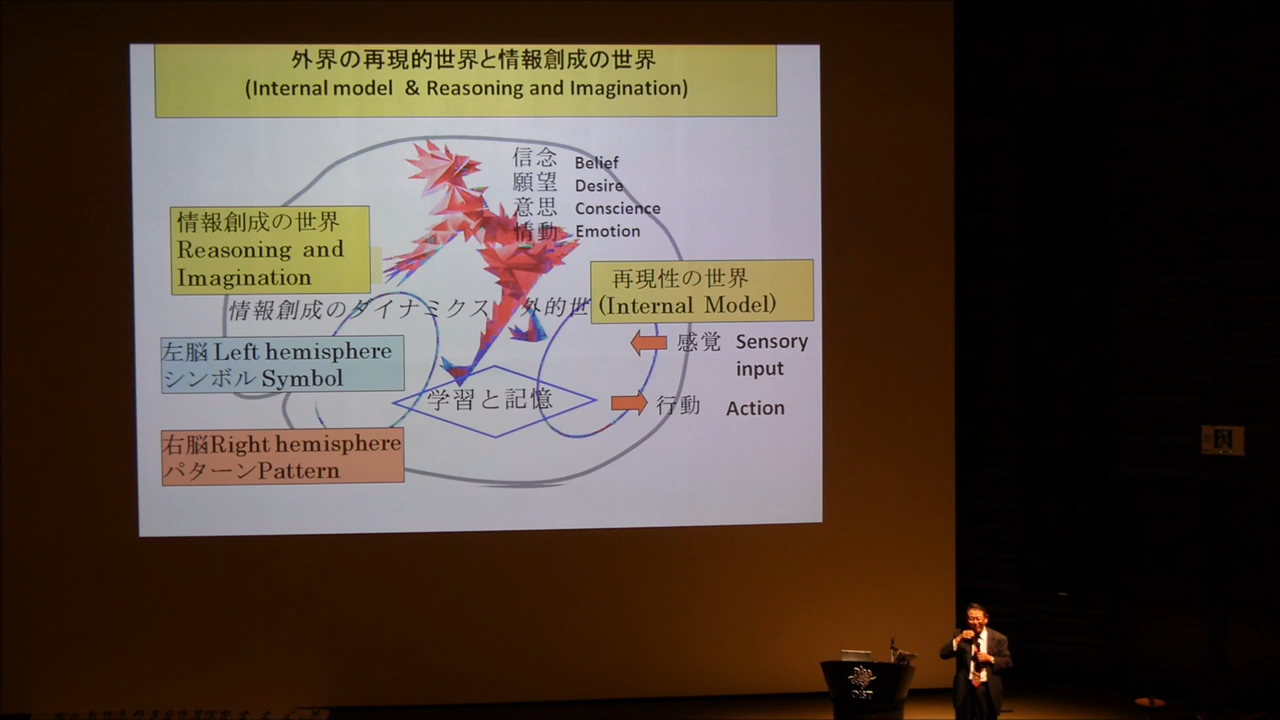 外界の再現的世界と情報創成の世界
(Internal model & Reasoning and Imagination)
信念 Belief
願望 Desire
意思 Conscience
情動 Emotion
情報創成の世界
Reasoning and
Imagination
再現性の世界
(Internal Model)
情報創成のダイナミクス 外的世
左脳 Left hemisphere
シンボル Symbol
感覚 Sensory
input
学習と記憶
行動 Action
右脳Right hemisphere
パターンPattern
OIST